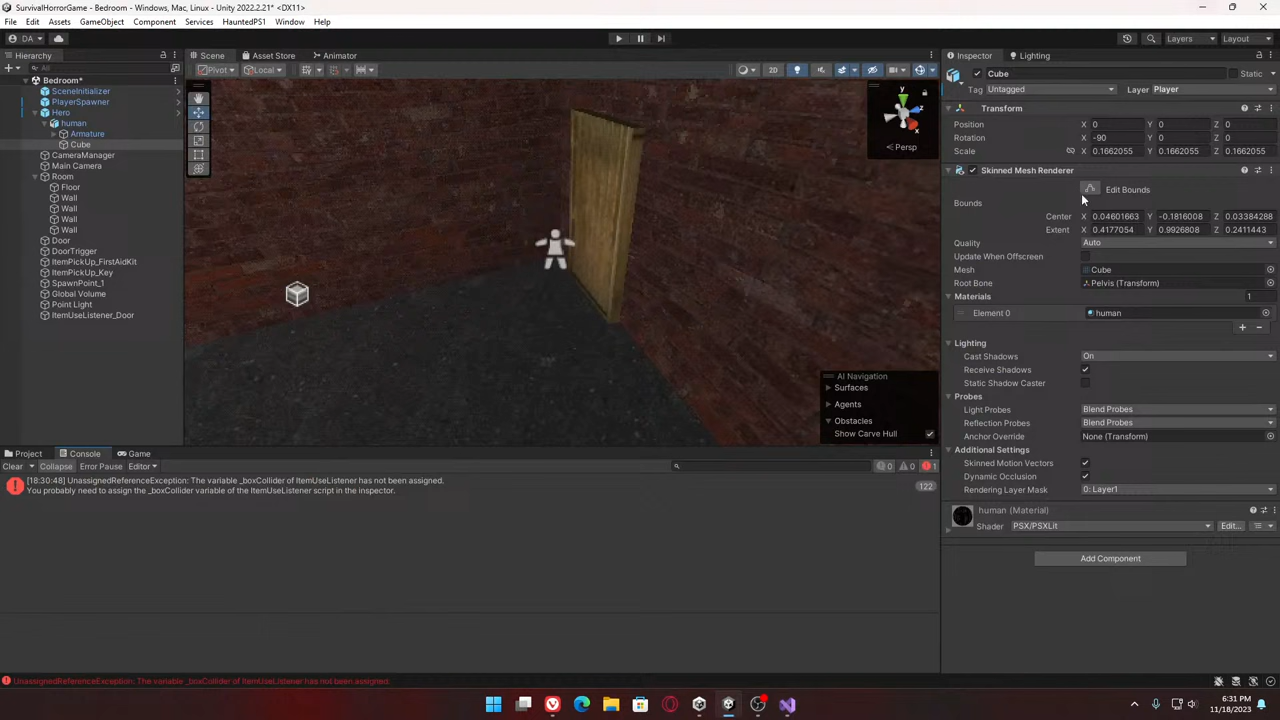 SurvivalHorrorGame - Bedroom - Windows, Mac, Linux - Unity 2022.2.21* <DX11>
File Edit Assets GameObject Component Services HauntedPS1 Window Help
DA Layers Layout
Hierarchy
All
Bedroom*
SceneInitializer
PlayerSpawner
Hero
human
Armature
Cube
CameraManager
Main Camera
Room
Floor
Wall
Wall
Wall
Wall
Door
DoorTrigger
ItemPickUp_FirstAidKit
ItemPickUp_Key
SpawnPoint_1
Global Volume
Point Light
ItemUseListener_Door
Scene Asset Store Animator
Pivot Local 2D
y
x
z
< Persp
AI Navigation
Surfaces
Agents
Obstacles
Show Carve Hull
Inspector Lighting
Cube Static
Tag Untagged Layer Player
Transform
Position X 0 Y 0 Z 0
Rotation X -90 Y 0 Z 0
Scale X 0.1662055 Y 0.1662055 Z 0.1662055
Skinned Mesh Renderer
Edit Bounds
Bounds
Center X 0.04601663 Y -0.1816008 Z 0.03384288
Extent X 0.4177054 Y 0.9926808 Z 0.2411443
Quality Auto
Update When Offscreen
Mesh Cube
Root Bone Pelvis (Transform)
Materials 1
Element 0 human
Lighting
Cast Shadows On
Receive Shadows
Static Shadow Caster
Probes
Light Probes Blend Probes
Reflection Probes Blend Probes
Anchor Override None (Transform)
Additional Settings
Skinned Motion Vectors
Dynamic Occlusion
Rendering Layer Mask 0: Layer1
human (Material)
Shader PSX/PSXLit Edit...
Add Component
Project Console Game
Clear Collapse Error Pause Editor 0 0 1
[18:30:48] UnassignedReferenceException: The variable _boxCollider of ItemUseListener has not been assigned.
You probably need to assign the _boxCollider variable of the ItemUseListener script in the inspector.
122
UnassignedReferenceException: The variable _boxCollider of ItemUseListener has not been assigned.
6:31 PM
11/18/2023